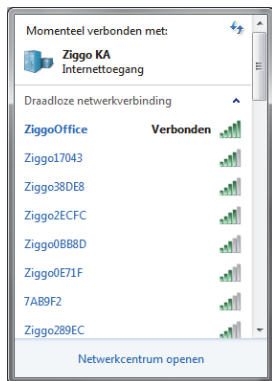 Momenteel verbonden met:
Ziggo KA
Internettoegang
Draadloze netwerkverbinding
ZiggoOffice Verbonden
Ziggo17043
Ziggo38DE8
Ziggo2ECFC
Ziggo0BB8D
Ziggo0E71F
7AB9F2
Ziggo289EC
Netwerkcentrum openen